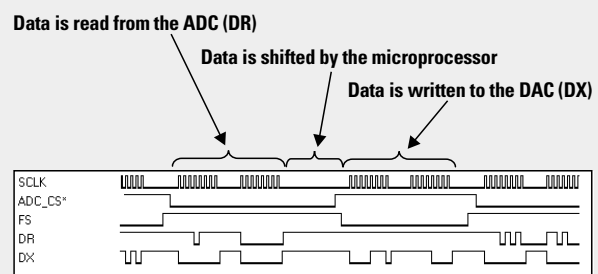 Data is read from the ADC (DR)
Data is shifted by the microprocessor
Data is written to the DAC (DX)
SCLK
ADC_CS*
FS
DR
DX